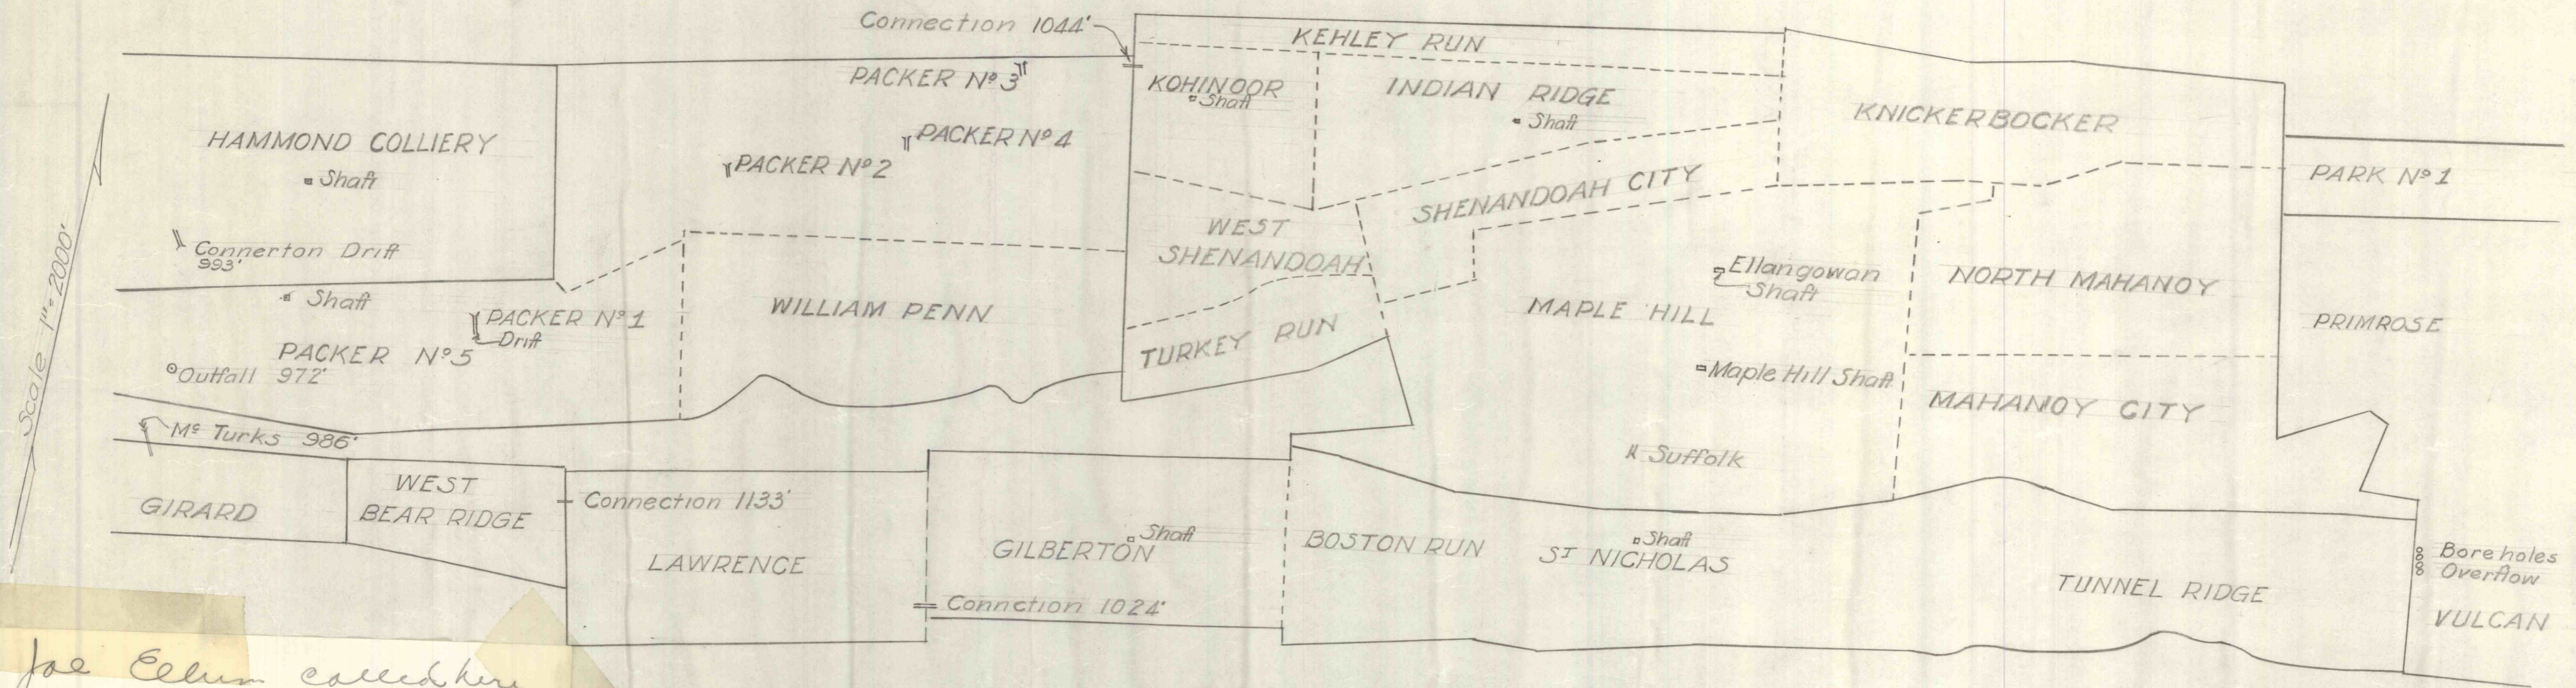 Connection 1044'
KEHLEY RUN
PACKER Nº 3
KOHINOOR
Shaft
INDIAN RIDGE
Shaft
KNICKERBOCKER
HAMMOND COLLIERY
Shaft
PACKER Nº 4
PACKER Nº 2
PARK Nº 1
SHENANDOAH CITY
WEST
SHENANDOAH
Connerton Drift
993'
Ellangowan
Shaft
NORTH MAHANOY
Shaft
WILLIAM PENN
MAPLE HILL
PACKER Nº 1
Drift
PRIMROSE
TURKEY RUN
PACKER Nº 5
Outfall 972'
Maple Hill Shaft
MAHANOY CITY
Scale 1"= 2000'
Mc Turks 986'
Suffolk
GIRARD
WEST
BEAR RIDGE
Connection 1133'
LAWRENCE
Shaft
GILBERTON
BOSTON RUN
Shaft
ST NICHOLAS
Boreholes
Overflow
TUNNEL RIDGE
Connction 1024'
VULCAN
Joe called here